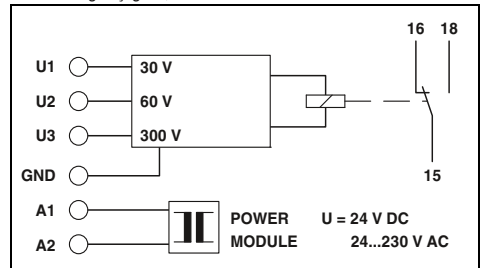 16 18
U1 30 V
U2 60 V
U3 300 V
GND
15
A1
POWER U = 24 V DC
A2 MODULE 24...230 V AC